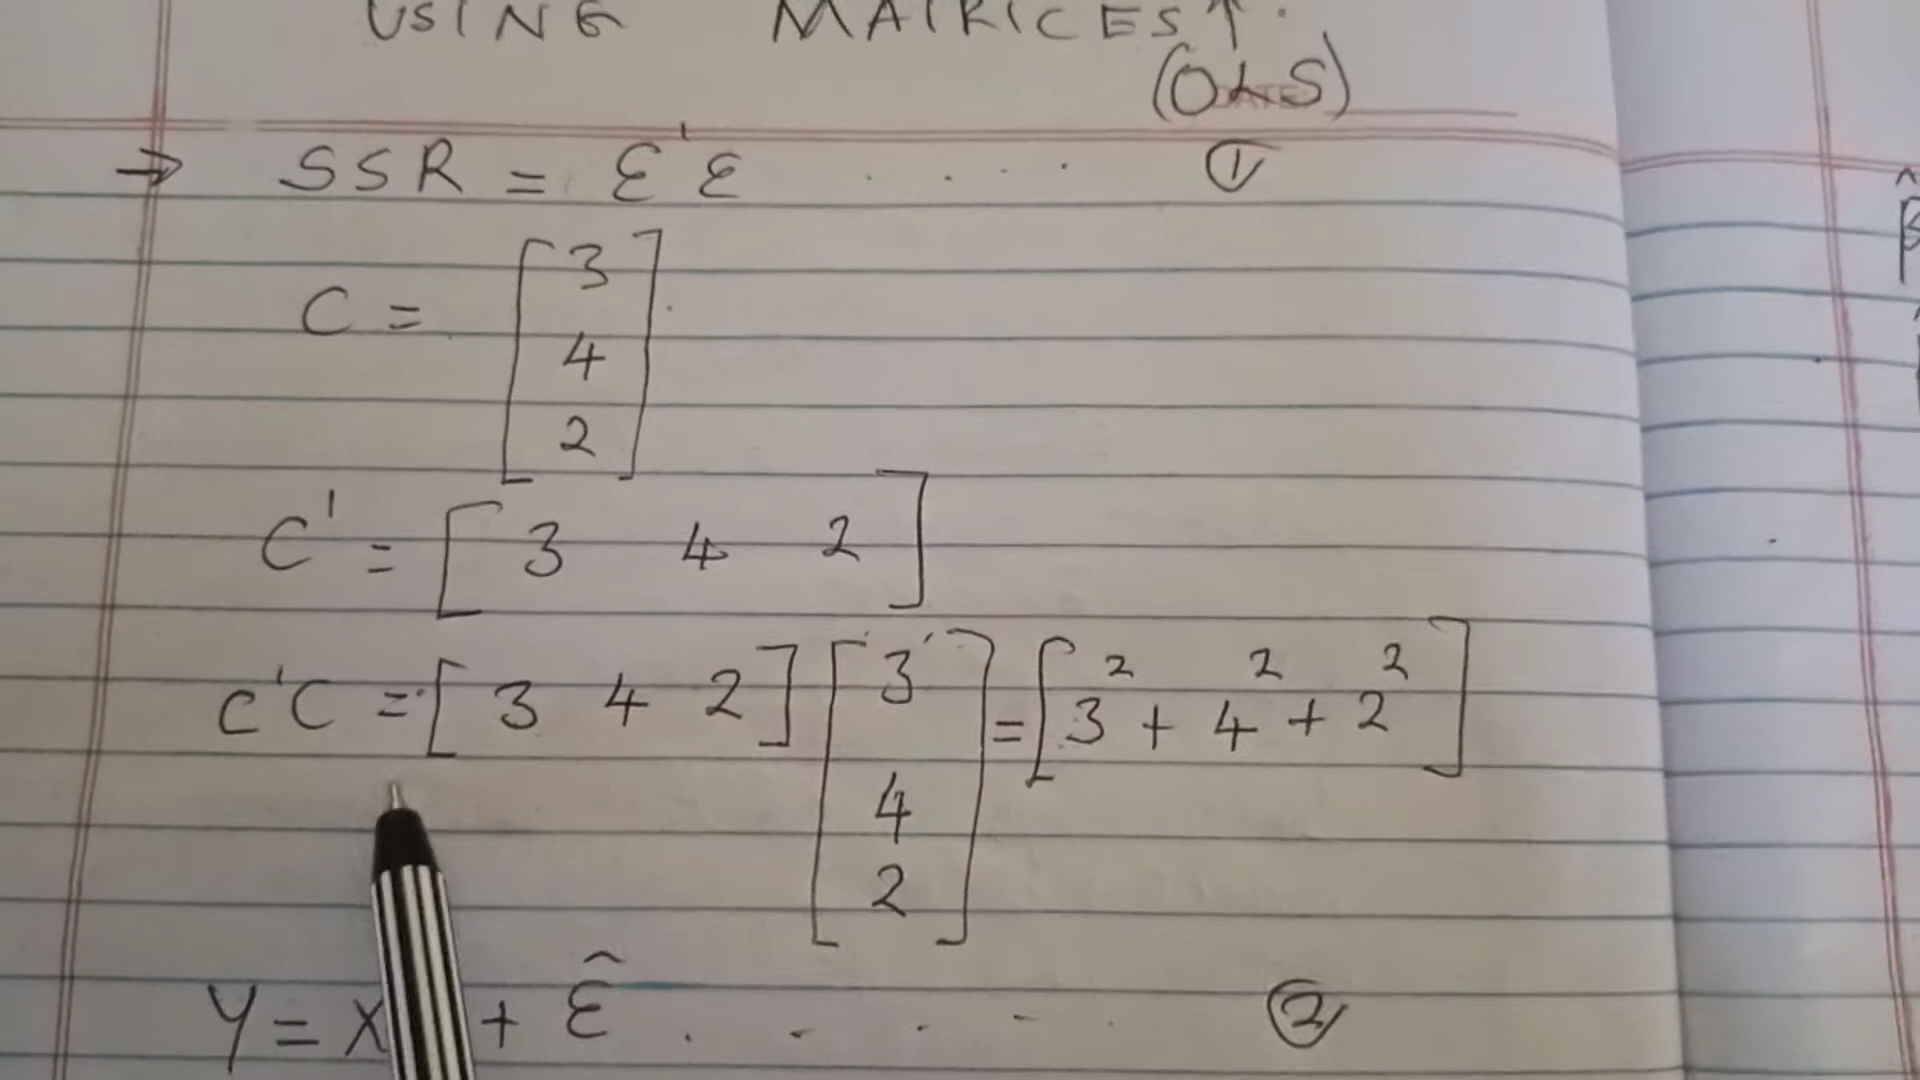 USING MATRICES
(OLS)
DATE:
→ SSR = ε'ε . . . . ①
C = [3
4
2]
C' = [3 4 2]
C'C = [3 4 2] [3 4 2] = [3² + 4² + 2²]
Y = X + ε̂ . . . . . ②
β̂